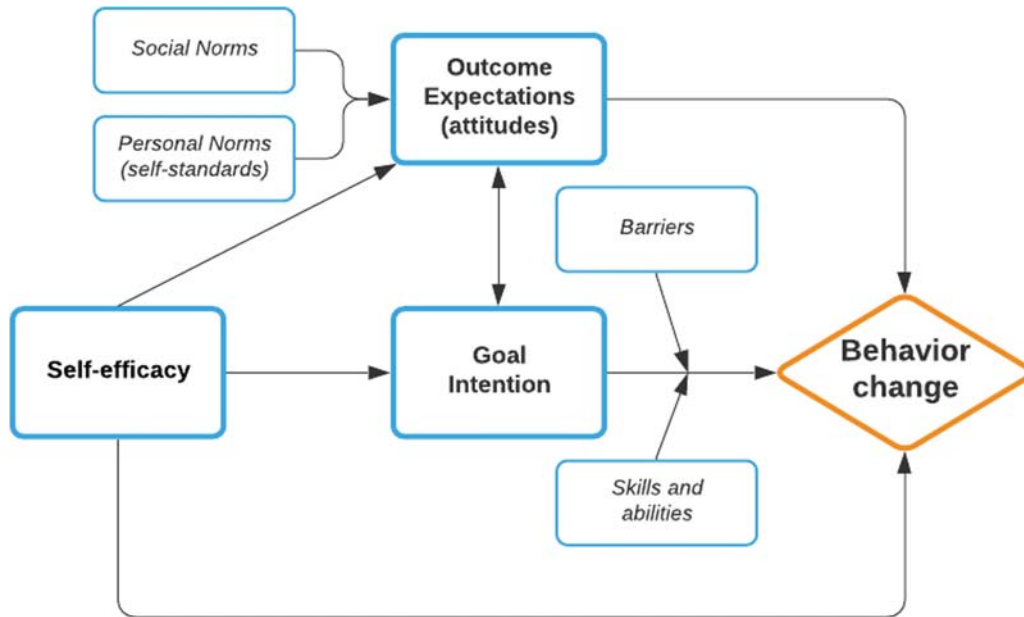 Social Norms
Personal Norms
(self-standards)
Outcome
Expectations
(attitudes)
Barriers
Self-efficacy
Goal
Intention
Behavior
change
Skills and
abilities